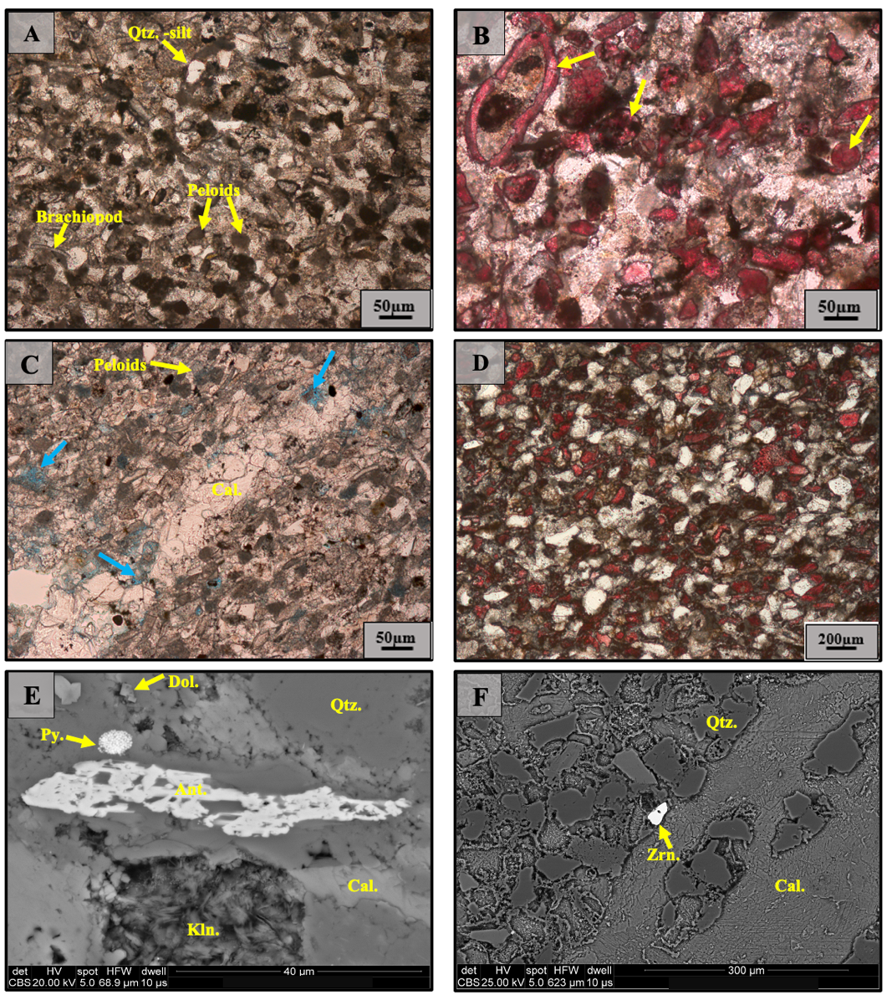 A
Qtz. -silt
Peloids
Brachiopod
50µm
B
50µm
C
Peloids
Cal.
50µm
D
200µm
E
Dol.
Qtz.
Py.
Ant.
Cal.
Kln.
det HV spot HFW dwell 40 µm
CBS 20.00 kV 5.0 68.9 µm 10 µs
F
Qtz.
Zrn.
Cal.
det HV spot HFW dwell 300 µm
CBS 25.00 kV 5.0 623 µm 10 µs